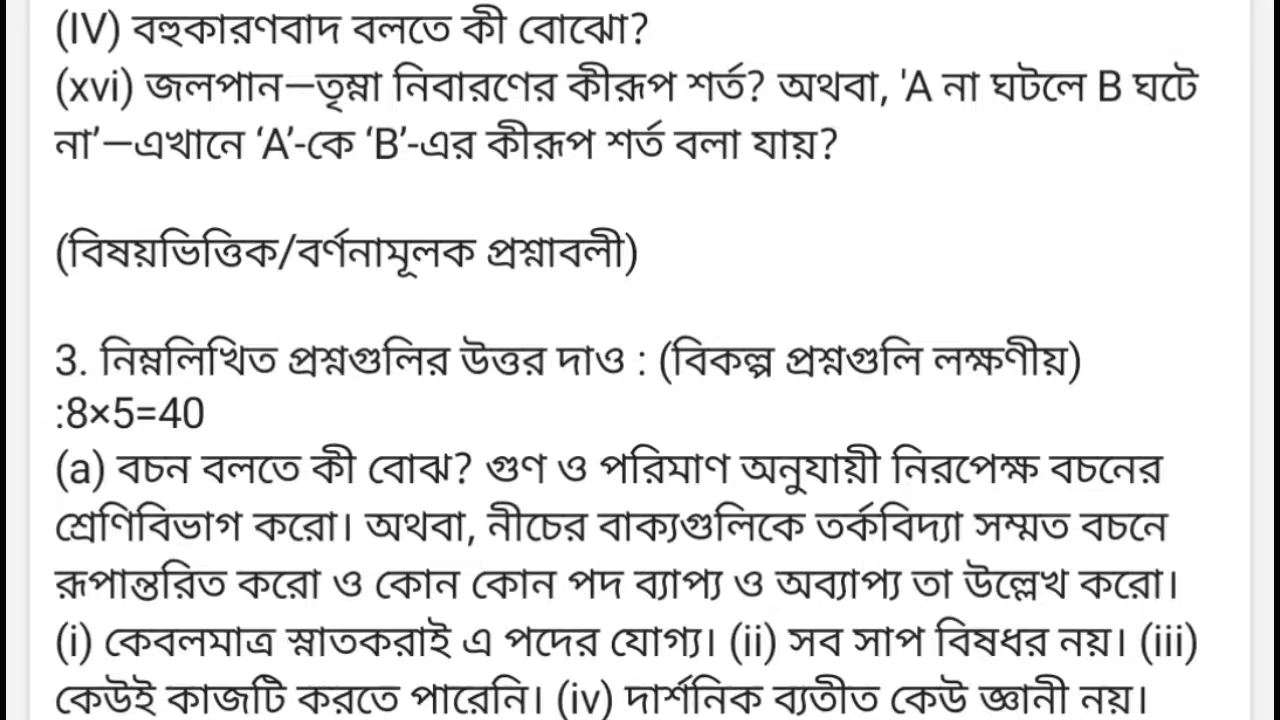 (IV) বহুকারণবাদ বলতে কী বোঝো?
(xvi) জলপান—তৃষ্ণা নিবারণের কীরূপ শর্ত? অথবা, 'A না ঘটলে B ঘটে
না’—এখানে ‘A’-কে ‘B’-এর কীরূপ শর্ত বলা যায়?
(বিষয়ভিত্তিক/বর্ণনামূলক প্রশ্নাবলী)
3. নিম্নলিখিত প্রশ্নগুলির উত্তর দাও : (বিকল্প প্রশ্নগুলি লক্ষণীয়)
:8×5=40
(a) বচন বলতে কী বোঝ? গুণ ও পরিমাণ অনুযায়ী নিরপেক্ষ বচনের
শ্রেণিবিভাগ করো। অথবা, নীচের বাক্যগুলিকে তর্কবিদ্যা সম্মত বচনে
রূপান্তরিত করো ও কোন কোন পদ ব্যাপ্য ও অব্যাপ্য তা উল্লেখ করো।
(i) কেবলমাত্র স্নাতকরাই এ পদের যোগ্য। (ii) সব সাপ বিষধর নয়। (iii)
কেউই কাজটি করতে পারেনি। (iv) দার্শনিক ব্যতীত কেউ জ্ঞানী নয়।